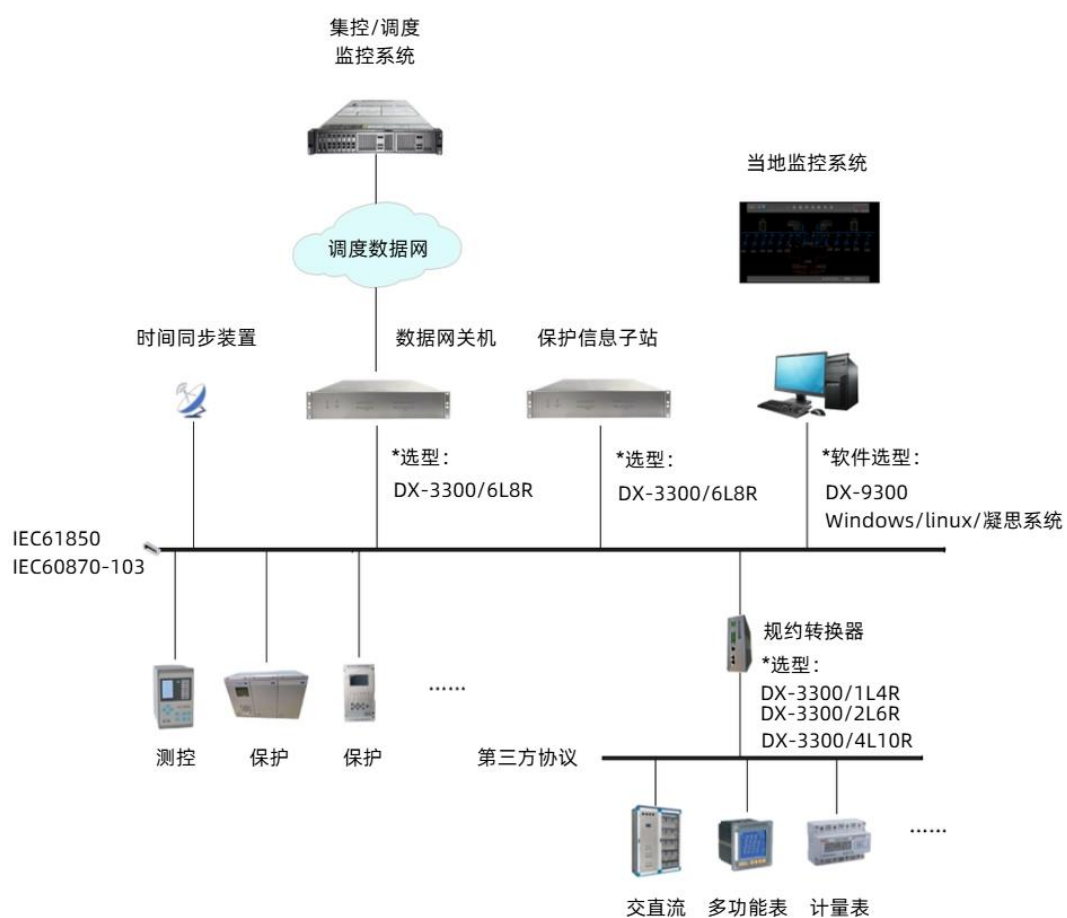 集控/调度
监控系统
当地监控系统
调度数据网
时间同步装置
数据网关机
保护信息子站
*选型：
DX-3300/6L8R
*选型：
DX-3300/6L8R
*软件选型：
DX-9300
Windows/linux/凝思系统
IEC61850
IEC60870-103
规约转换器
*选型：
DX-3300/1L4R
DX-3300/2L6R
DX-3300/4L10R
……
测控
保护
保护
第三方协议
……
交直流
多功能表
计量表